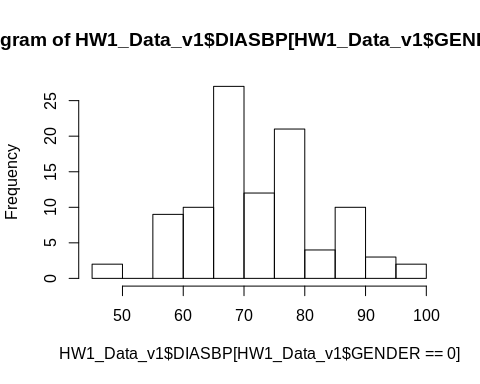 gram of HW1_Data_v1$DIASBP[HW1_Data_v1$GENI
Frequency
25
20
15
10
5
0
50 60 70 80 90 100
HW1_Data_v1$DIASBP[HW1_Data_v1$GENDER == 0]